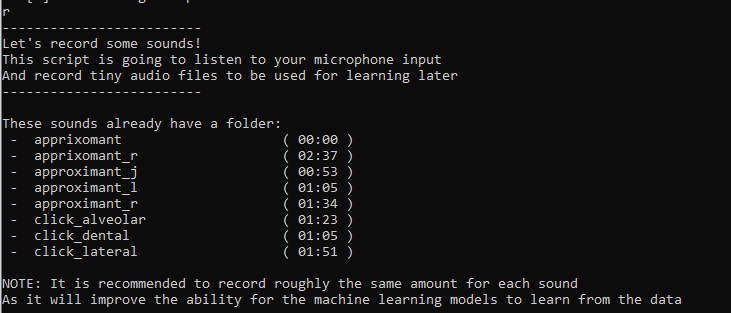 r
-------------------------
Let's record some sounds!
This script is going to listen to your microphone input
And record tiny audio files to be used for learning later
-------------------------
These sounds already have a folder:
- apprixomant ( 00:00 )
- apprixomant_r ( 02:37 )
- approximant_j ( 00:53 )
- approximant_l ( 01:05 )
- approximant_r ( 01:34 )
- click_alveolar ( 01:23 )
- click_dental ( 01:05 )
- click_lateral ( 01:51 )
NOTE: It is recommended to record roughly the same amount for each sound
As it will improve the ability for the machine learning models to learn from the data